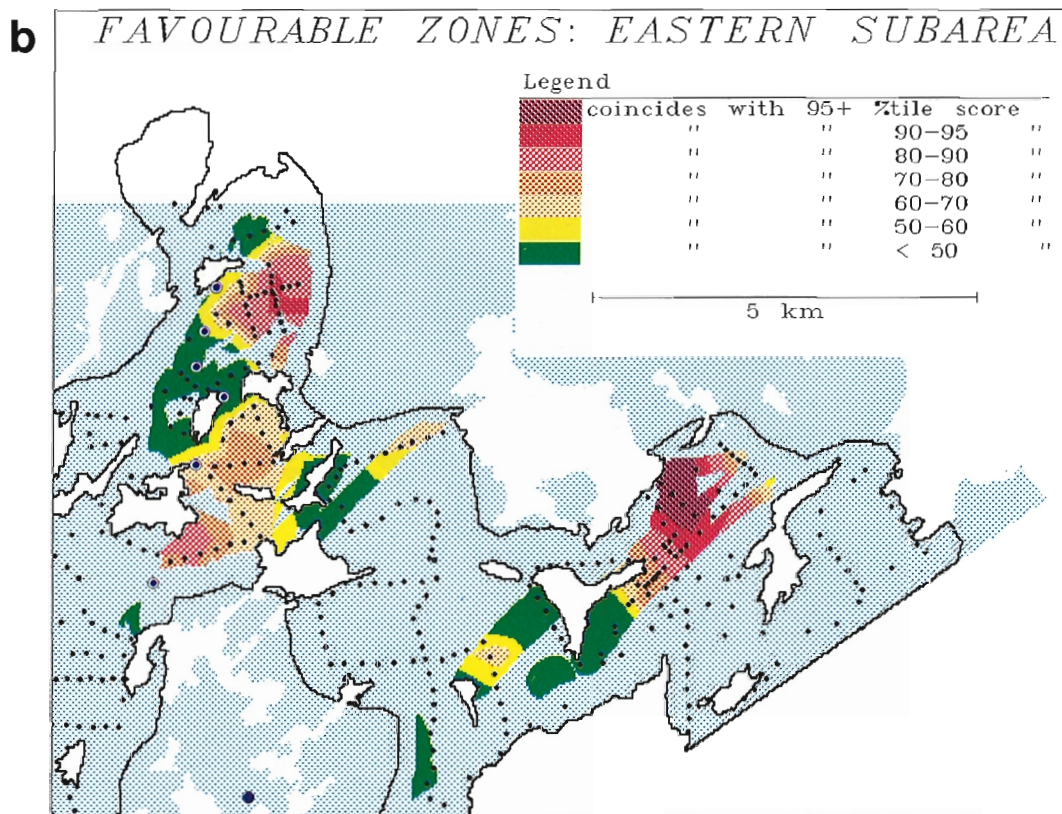 b
FAVOURABLE ZONES: EASTERN SUBAREA
Legend
coincides with 95+ %tile score
" " 90-95 "
" " 80-90 "
" " 70-80 "
" " 60-70 "
" " 50-60 "
" " < 50 "
5 km